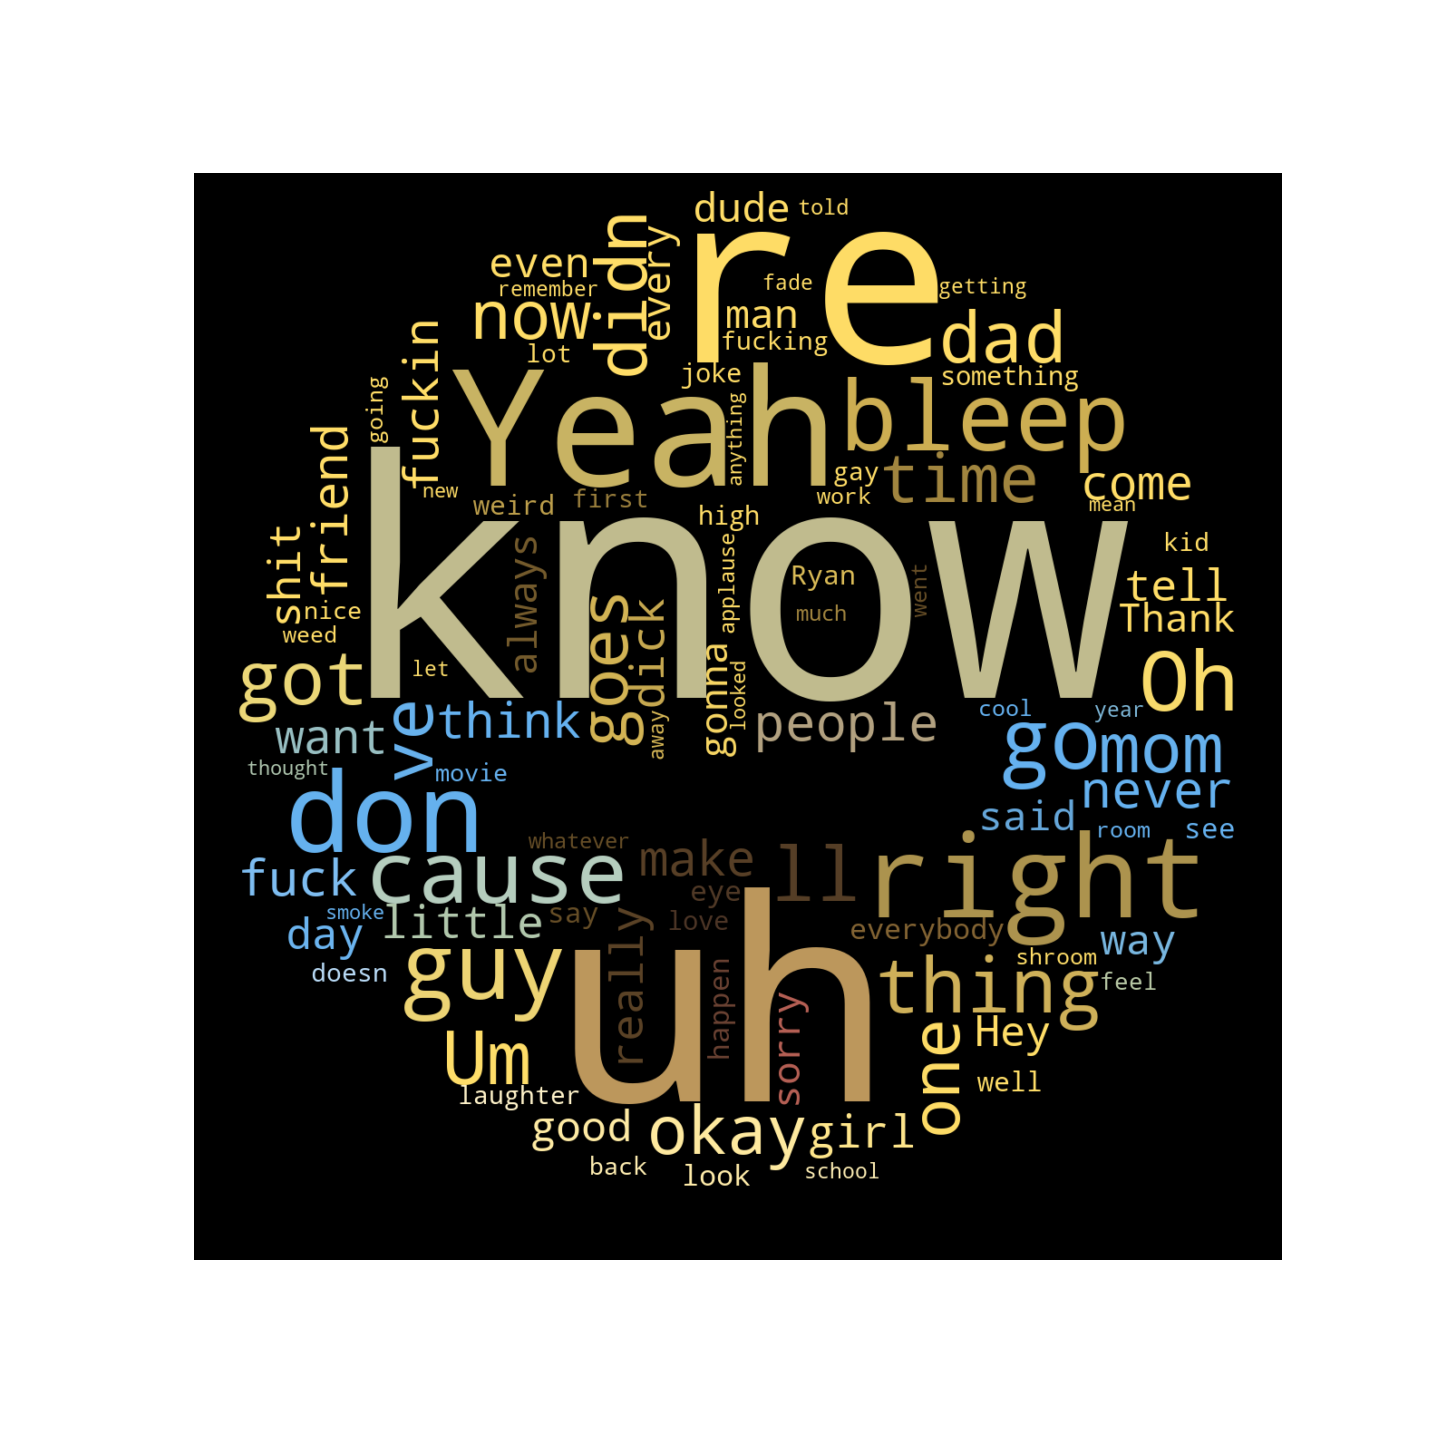 dude
told
re
didn
every
even
remember
now
lot
fade
man
fucking
getting
dad
something
joke
fuckin
going
Yeah
anything
bleep
gay
time
work
come
mean
friend
new
weird
first
high
know
shit
nice
weed
always
goes
dick
applause
Ryan
much
went
kid
tell
Thank
got
let
gonna
looked
away
Oh
want
thought
ve
think
movie
people
cool
year
go
mom
never
said
room
see
don
whatever
make
ll
right
fuck
cause
eye
smoke
little
say
love
everybody
way
day
doesn
guy
uh
really
happen
sorry
thing
shroom
feel
Um
laughter
one
Hey
well
good
okay
girl
back
look
school